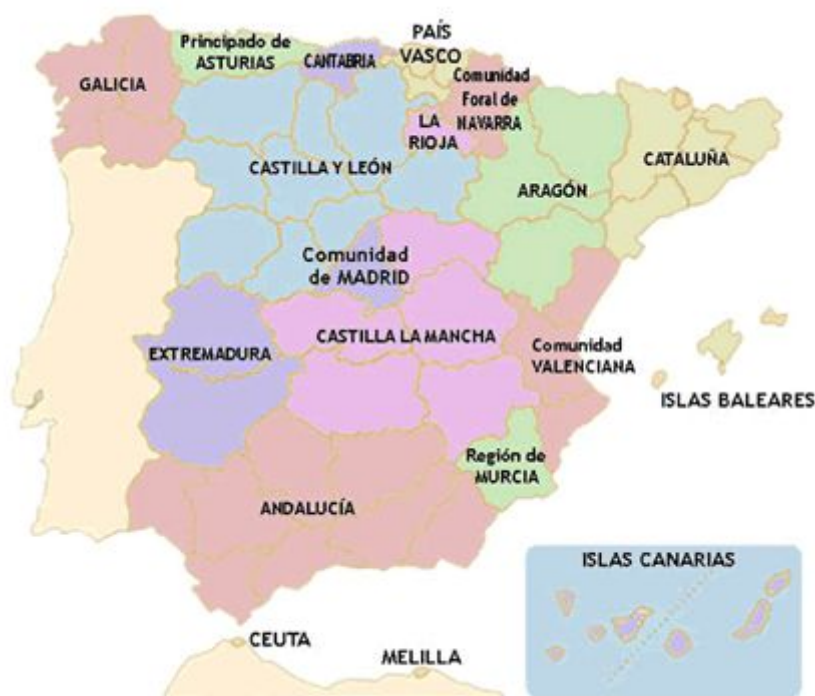 PAÍS
VASCO
Principado de
ASTURIAS
CANTABRIA
GALICIA
Comunidad
Foral de
NAVARRA
LA
RIOJA
CASTILLA Y LEÓN
ARAGÓN
CATALUÑA
Comunidad
de MADRID
EXTREMADURA
CASTILLA LA MANCHA
Comunidad
VALENCIANA
ISLAS BALEARES
Región de
MURCIA
ANDALUCÍA
ISLAS CANARIAS
CEUTA
MELILLA